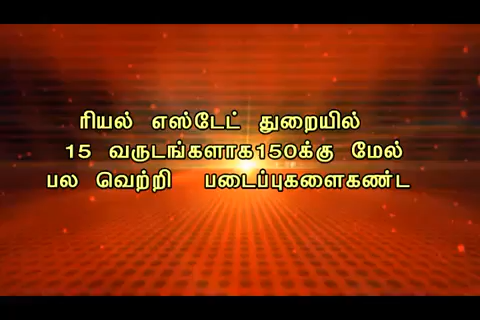 ரியல் எஸ்டேட் துறையில்
15 வருடங்களாக150க்கு மேல்
பல வெற்றி படைப்புகளைகண்ட